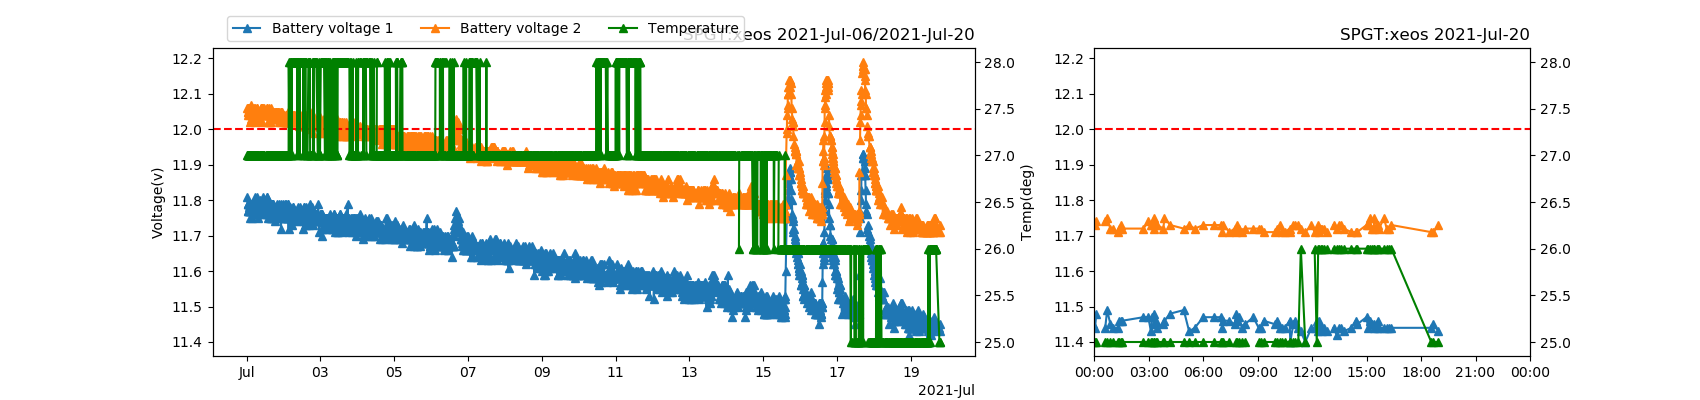 Battery voltage 1 Battery voltage 2 Temperature
SPGT:xeos 2021-Jul-06/2021-Jul-20
SPGT:xeos 2021-Jul-20
12.2 28.0 12.2 28.0
12.1 27.5 12.1 27.5
12.0 12.0
11.9 27.0 11.9 27.0
11.8 26.5 11.8 26.5
11.7 26.0 11.7 26.0
11.6 11.6
11.5 25.5 11.5 25.5
11.4 25.0 11.4 25.0
Voltage(v)
Temp(deg)
Jul 03 05 07 09 11 13 15 17 19
2021-Jul
00:00 03:00 06:00 09:00 12:00 15:00 18:00 21:00 00:00